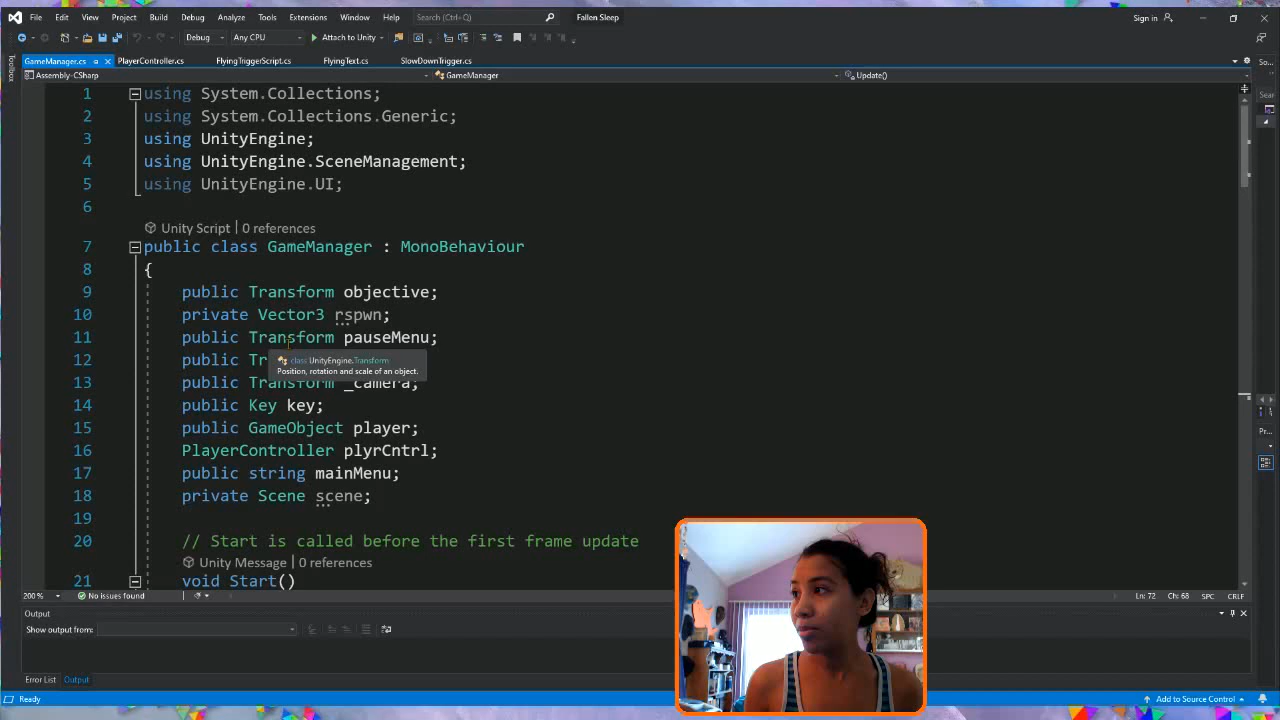 File Edit View Project Build Debug Analyze Tools Extensions Window Help Search (Ctrl+Q) Fallen Sleep Sign in
Debug Any CPU Attach to Unity
Toolbox
GameManager.cs PlayerController.cs FlyingTriggerScript.cs FlyingText.cs SlowDownTrigger.cs So...
Assembly-CSharp GameManager Update()
Sear
1 using System.Collections;
2 using System.Collections.Generic;
3 using UnityEngine;
4 using UnityEngine.SceneManagement;
5 using UnityEngine.UI;
6
Unity Script | 0 references
7 public class GameManager : MonoBehaviour
8 {
9 public Transform objective;
10 private Vector3 rspwn;
11 public Transform pauseMenu;
12 public Tr
class UnityEngine.Transform
Position, rotation and scale of an object.
13 public Transform _camera;
14 public Key key;
15 public GameObject player;
16 PlayerController plyrCntrl;
17 public string mainMenu;
18 private Scene scene;
19
20 // Start is called before the first frame update
Unity Message | 0 references
21 void Start()
Pr...
200 % No issues found Ln: 72 Ch: 68 SPC CRLF
Output
Show output from:
Error List Output
Ready Add to Source Control